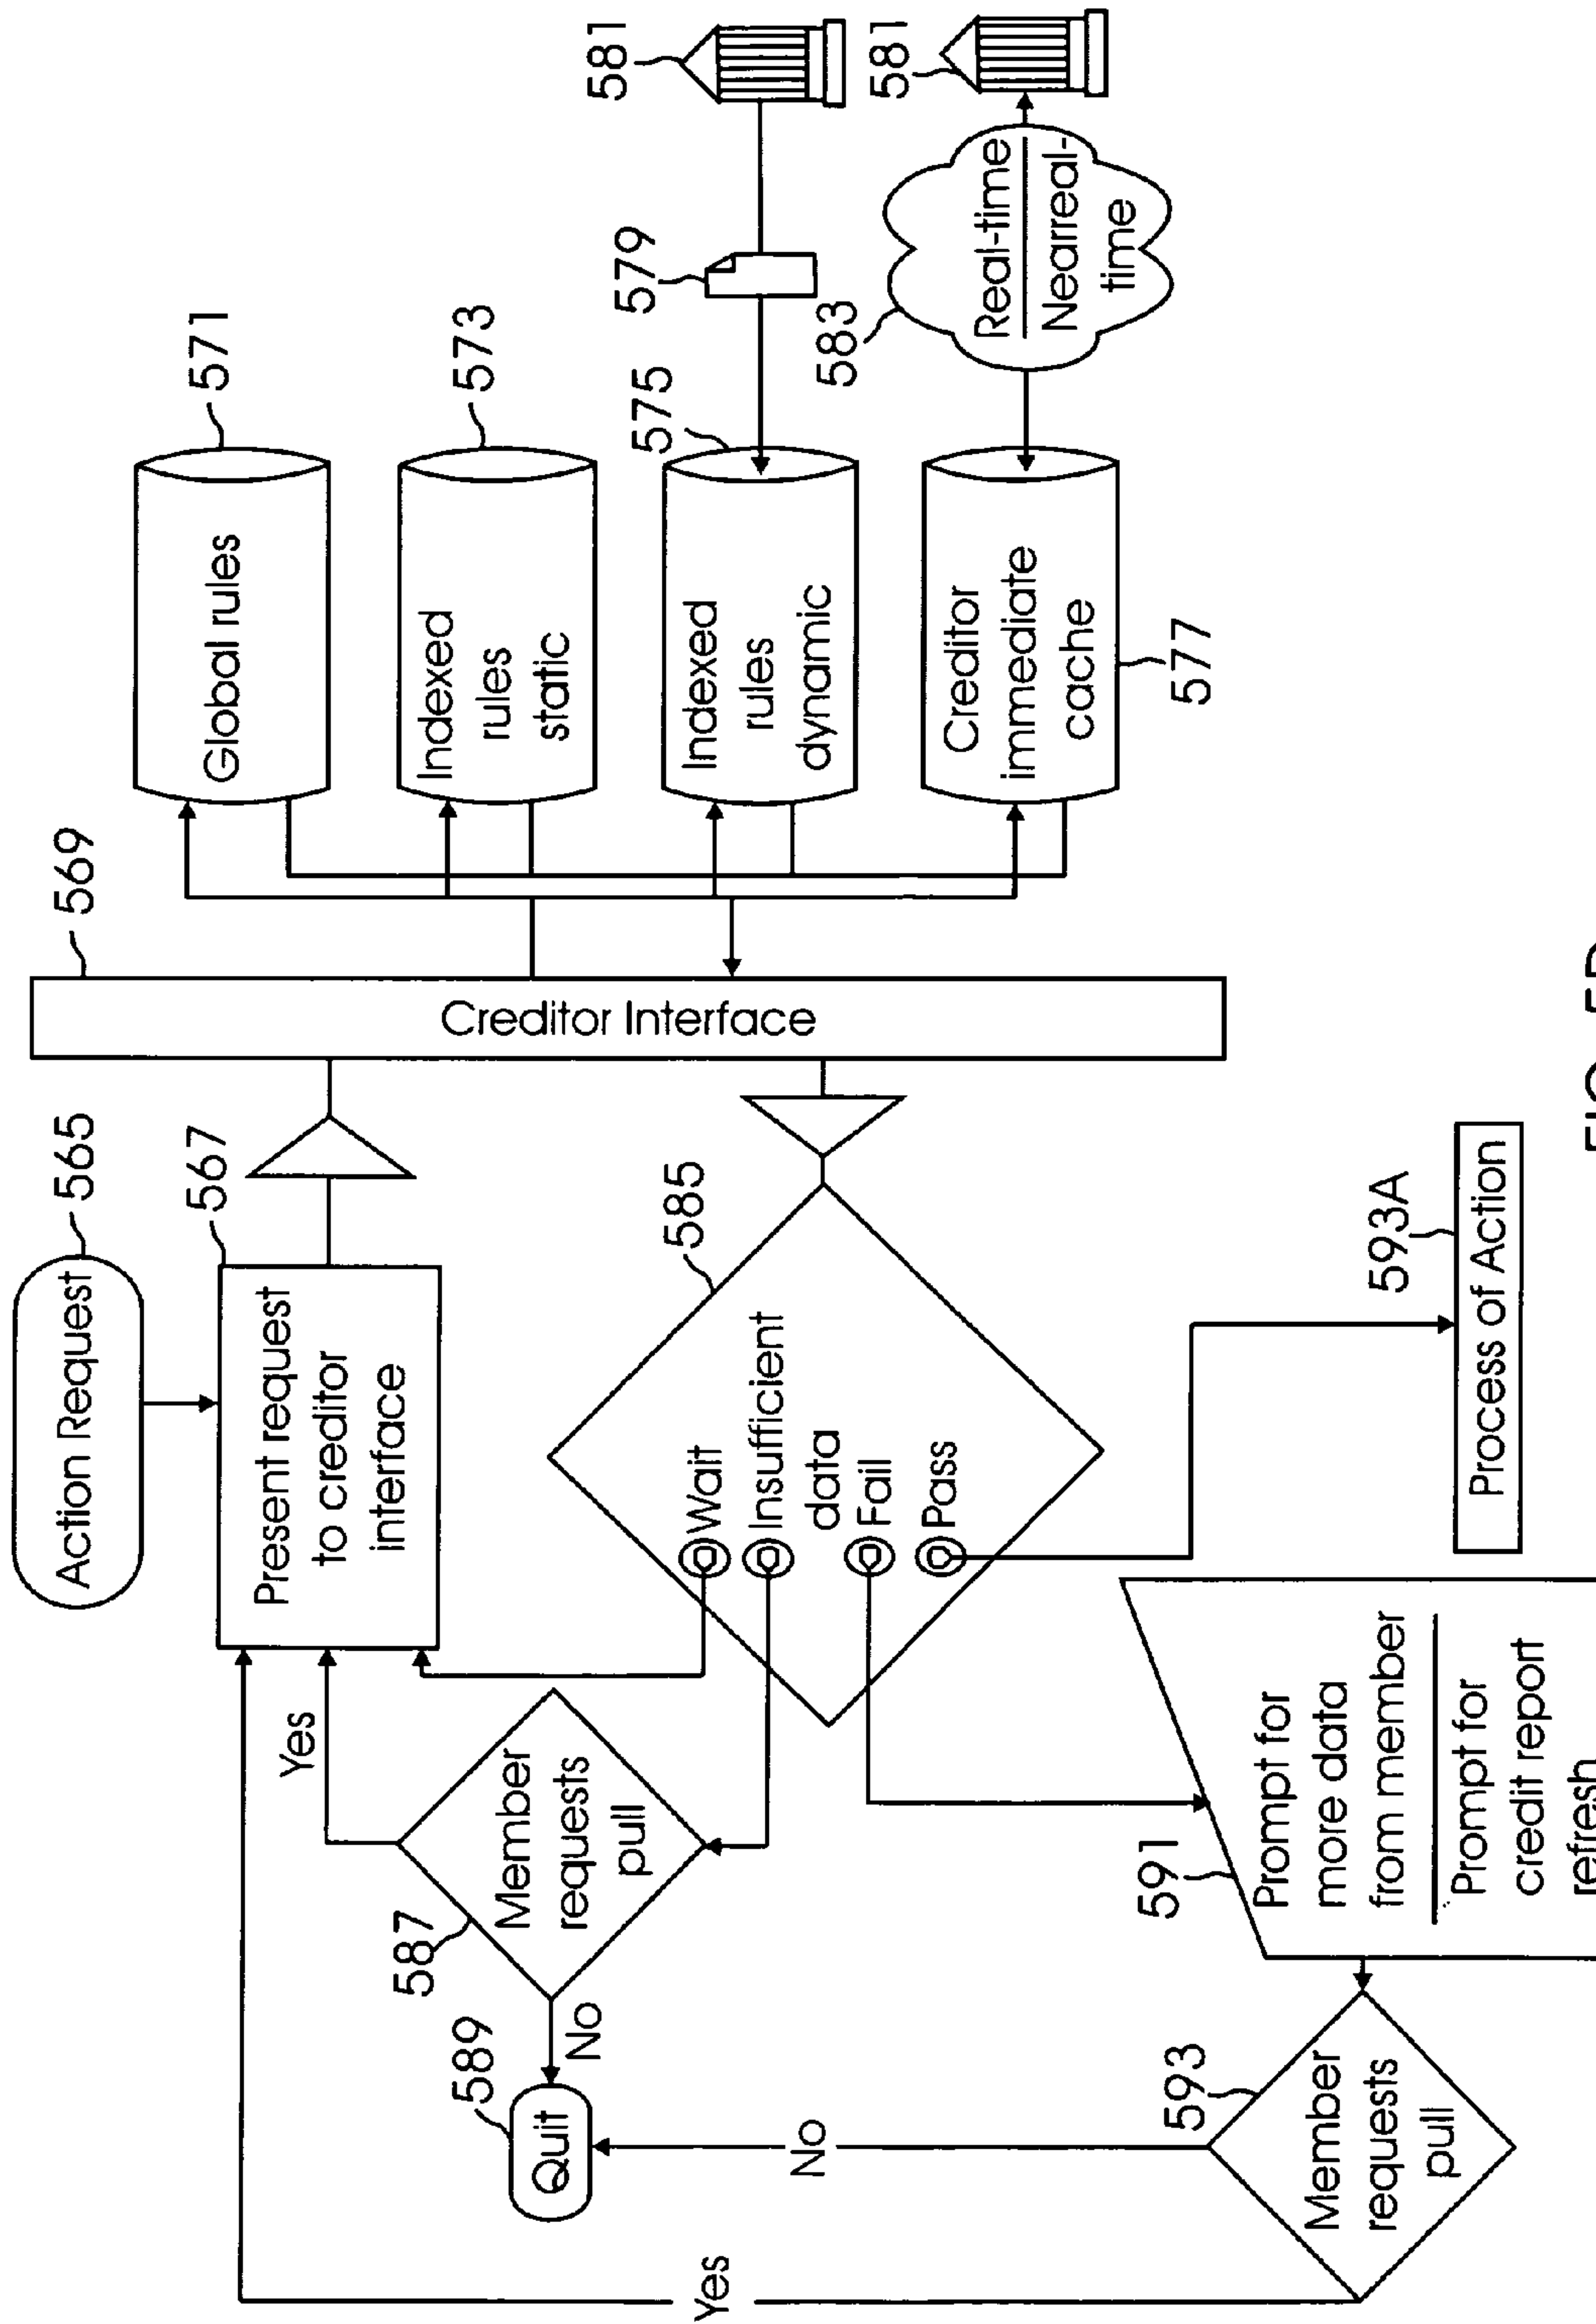 Action Request
565
Present request
to creditor
interface
567
Creditor Interface
569
Global rules
571
Indexed
rules
static
573
Indexed
rules
dynamic
575
Creditor
immediate
cache
577
579
581
583
Real-time
Nearreal-
time
581
585
Wait
Insufficient
data
Fail
Pass
Yes
Member
requests
pull
587
No
Quit
589
591
Prompt for
more data
from member
Prompt for
credit report
refresh
593
Member
requests
pull
No
Yes
593A
Process of Action